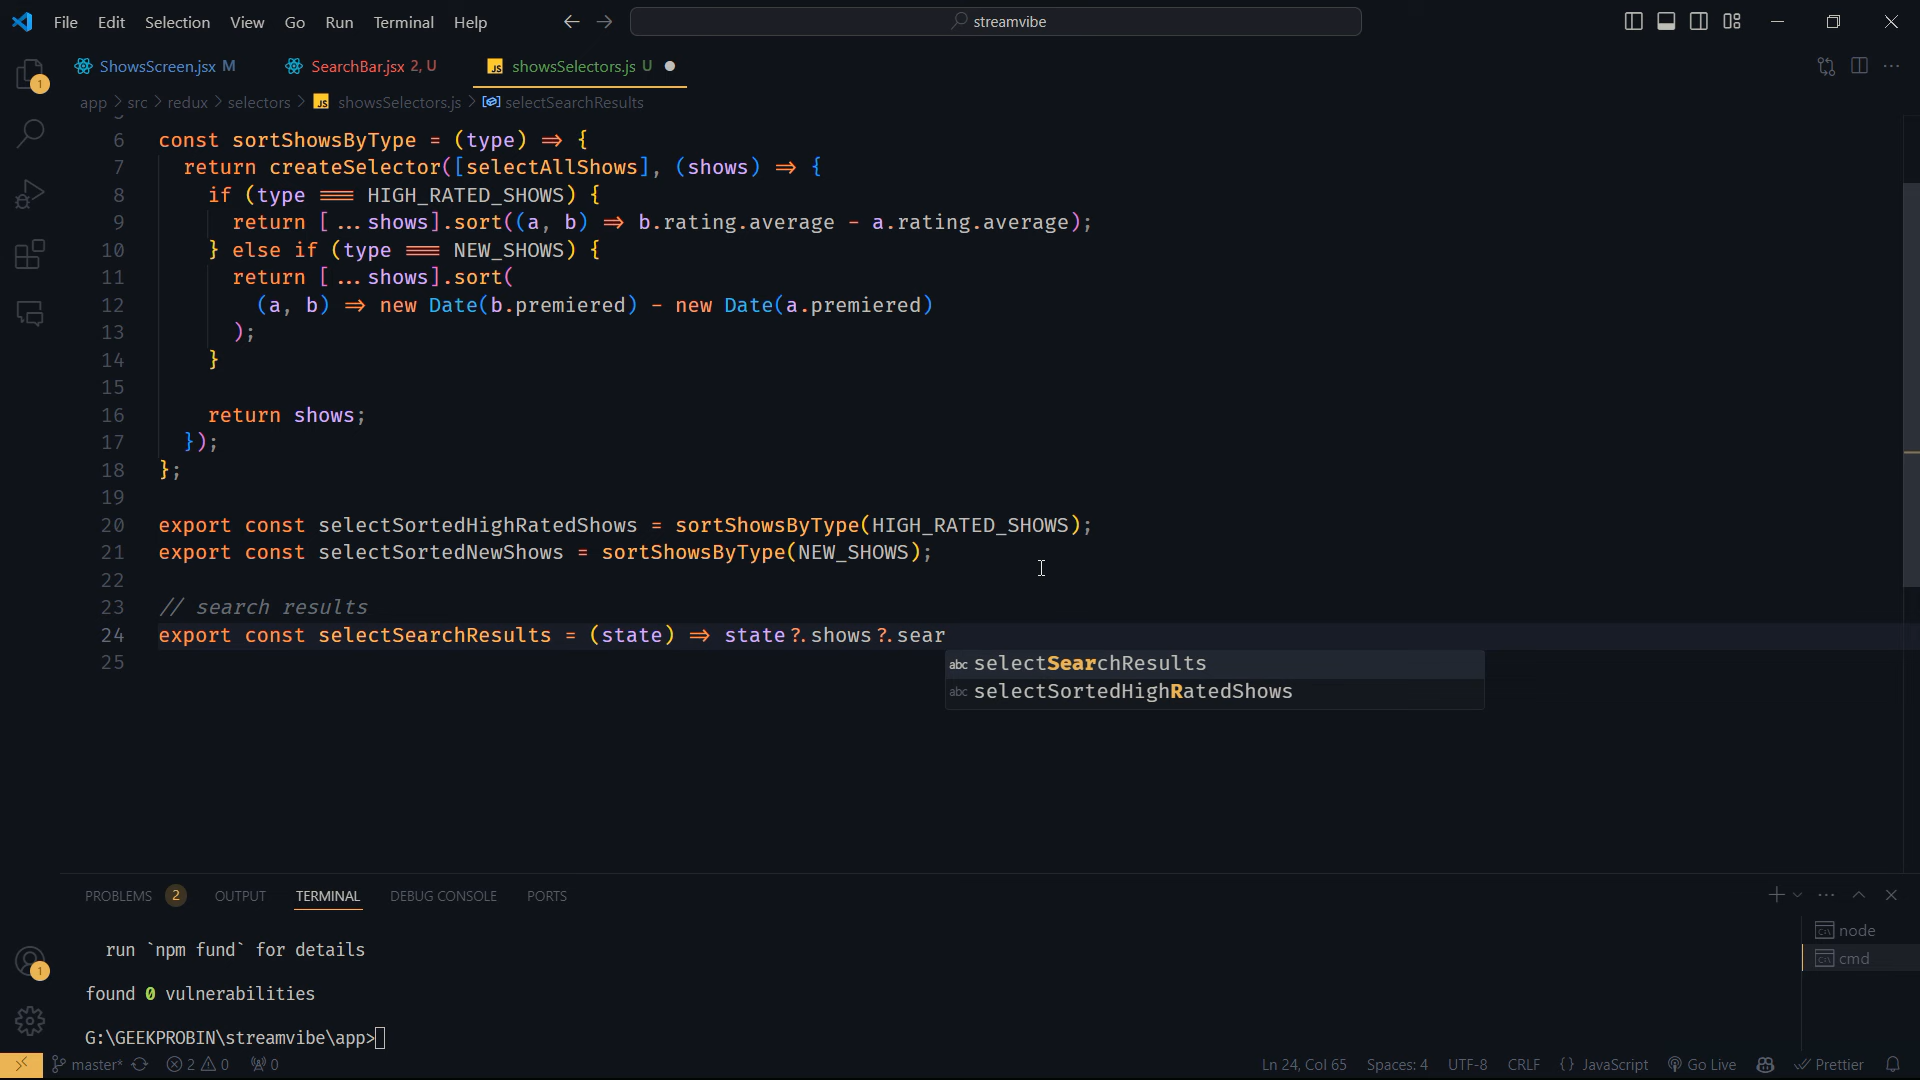 File Edit Selection View Go Run Terminal Help
streamvibe
ShowsScreen.jsx M
SearchBar.jsx 2, U
showsSelectors.js U
app > src > redux > selectors > JS showsSelectors.js > selectSearchResults
6 const sortShowsByType = (type) => {
7 return createSelector([selectAllShows], (shows) => {
8 if (type === HIGH_RATED_SHOWS) {
9 return [...shows].sort((a, b) => b.rating.average - a.rating.average);
10 } else if (type === NEW_SHOWS) {
11 return [...shows].sort(
12 (a, b) => new Date(b.premiered) - new Date(a.premiered)
13 );
14 }
15
16 return shows;
17 });
18 };
19
20 export const selectSortedHighRatedShows = sortShowsByType(HIGH_RATED_SHOWS);
21 export const selectSortedNewShows = sortShowsByType(NEW_SHOWS);
22
23 // search results
24 export const selectSearchResults = (state) => state?.shows?.sear
abc selectSearchResults
25
abc selectSortedHighRatedShows
PROBLEMS 2 OUTPUT TERMINAL DEBUG CONSOLE PORTS
run `npm fund` for details
found 0 vulnerabilities
G:\GEEKPROBIN\streamvibe\app>
node
cmd
master* 2 0 0
Ln 24, Col 65 Spaces: 4 UTF-8 CRLF {} JavaScript Go Live Prettier